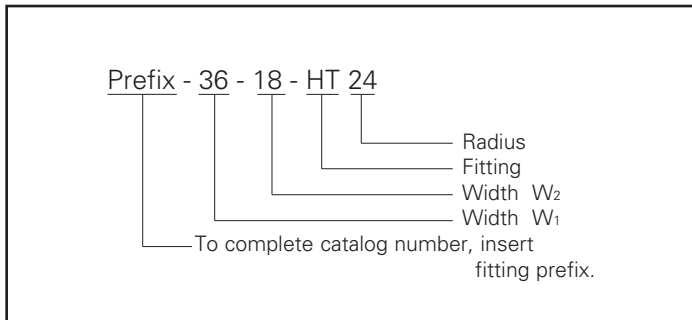 Prefix - 36 - 18 - HT 24
Radius
Fitting
Width W₂
Width W₁
To complete catalog number, insert
fitting prefix.